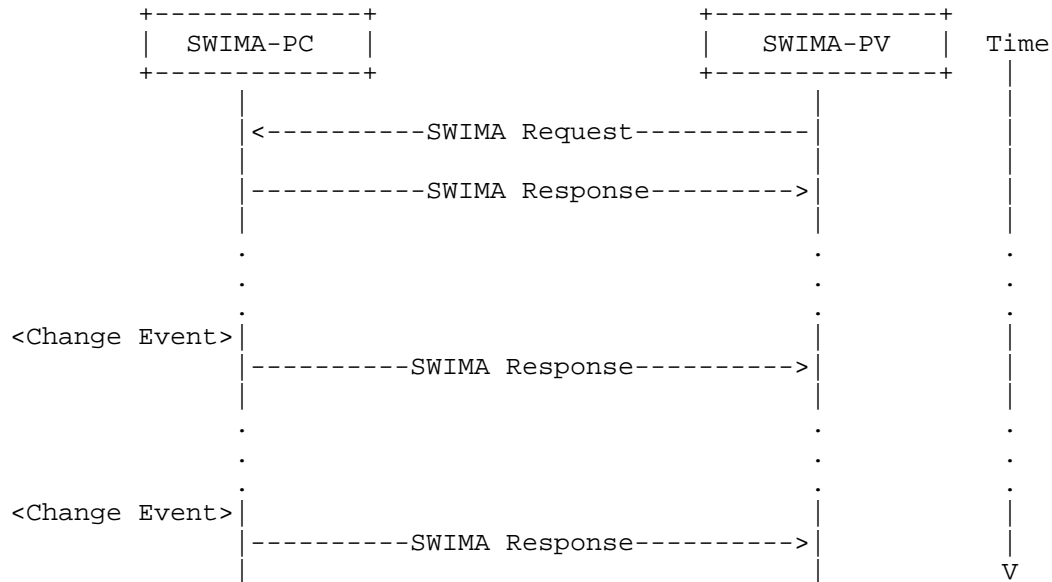 SWIMA-PC SWIMA-PV Time
<----------SWIMA Request-----------
-----------SWIMA Response--------->
<Change Event>
----------SWIMA Response---------->
<Change Event>
----------SWIMA Response---------->
V